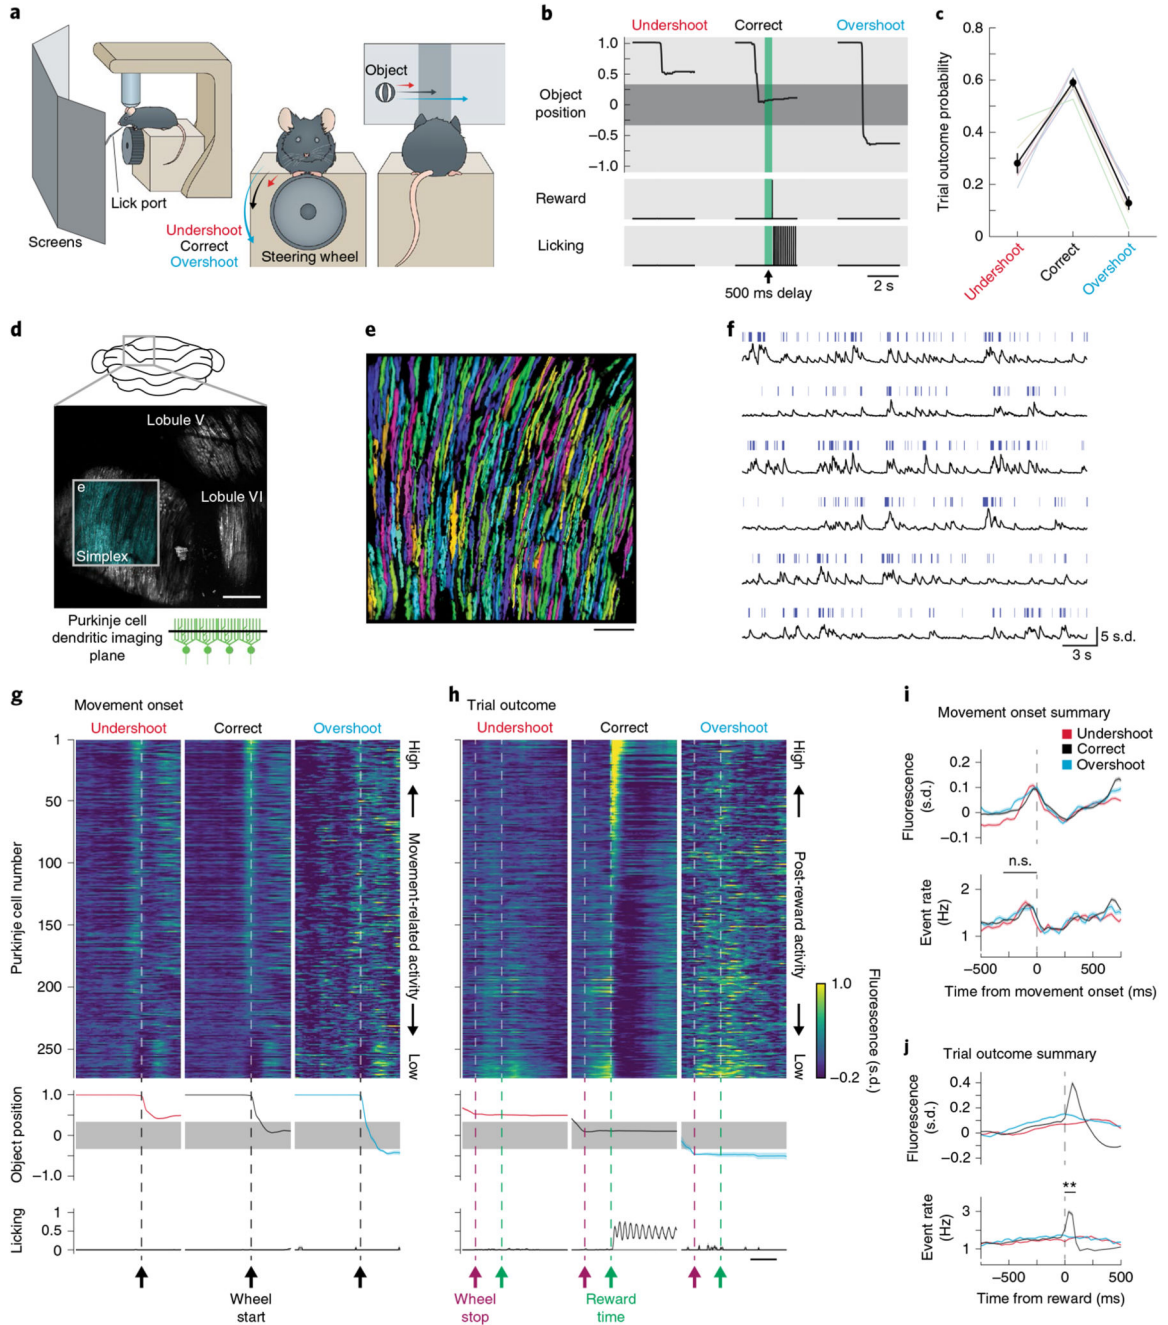 a
Object
Lick port
Screens
Undershoot
Correct
Overshoot
Steering wheel
b
Undershoot
Correct
Overshoot
1.0
0.5
0
−0.5
−1.0
Object
position
Reward
Licking
500 ms delay
2 s
c
Trial outcome probability
0.8
0.6
0.4
0.2
0
Undershoot
Correct
Overshoot
d
Lobule V
Lobule VI
e
Simplex
Purkinje cell
dendritic imaging
plane
e
f
5 s.d.
3 s
g
Movement onset
Undershoot
Correct
Overshoot
1
50
100
150
200
250
Purkinje cell number
High
Movement-related activity
Low
Object position
1.0
0
−1.0
Licking
1
0.5
0
Wheel
start
h
Trial outcome
Undershoot
Correct
Overshoot
High
Post-reward activity
Low
1.0
−0.2
Fluorescence (s.d.)
Wheel
stop
Reward
time
i
Movement onset summary
Undershoot
Correct
Overshoot
Fluorescence
(s.d.)
0.2
0.1
0
−0.1
n.s.
Event rate
(Hz)
2
1
−500
0
500
Time from movement onset (ms)
j
Trial outcome summary
Fluorescence
(s.d.)
0.4
0.2
0
−0.2
**
Event rate
(Hz)
3
1
−500
0
500
Time from reward (ms)